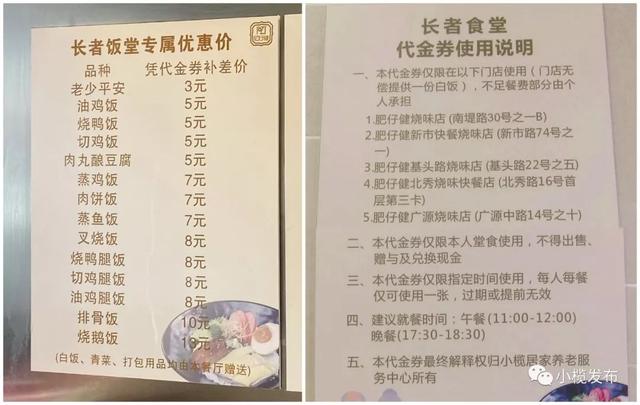 长者饭堂专属优惠价
品种 凭代金券补差价
老少平安 3元
油鸡饭 5元
烧鸭饭 5元
切鸡饭 5元
肉丸酿豆腐 5元
蒸鸡饭 7元
肉饼饭 7元
蒸鱼饭 7元
叉烧饭 8元
烧鸭腿饭 8元
切鸡腿饭 8元
油鸡腿饭 8元
排骨饭 10元
烧鹅饭 10元
(白饭、青菜、打包用品均由本餐厅赠送)
长者食堂
代金券使用说明
一、本代金券仅限在以下门店使用（门店无
偿提供一份白饭），不足餐费部分由个
人承担
1.肥仔健烧味店 (南堤路30号之一B)
2.肥仔健新市快餐烧味店 (新市路74号之
一)
3.肥仔健基头路烧味店 (基头路22号之五)
4.肥仔健北秀烧味快餐店 (北秀路16号首
层第三卡)
5.肥仔健广源烧味店 (广源中路14号之十)
二、本代金券仅限本人堂食使用，不得出售、
赠与及兑换现金
三、本代金券仅限指定时间使用，每人每餐
仅可使用一张，过期或提前无效
四、建议就餐时间：午餐 (11:00-12:00)
晚餐 (17:30-18:30)
五、本代金券最终解释权归小榄居家养老服
务中心所有
小榄发布